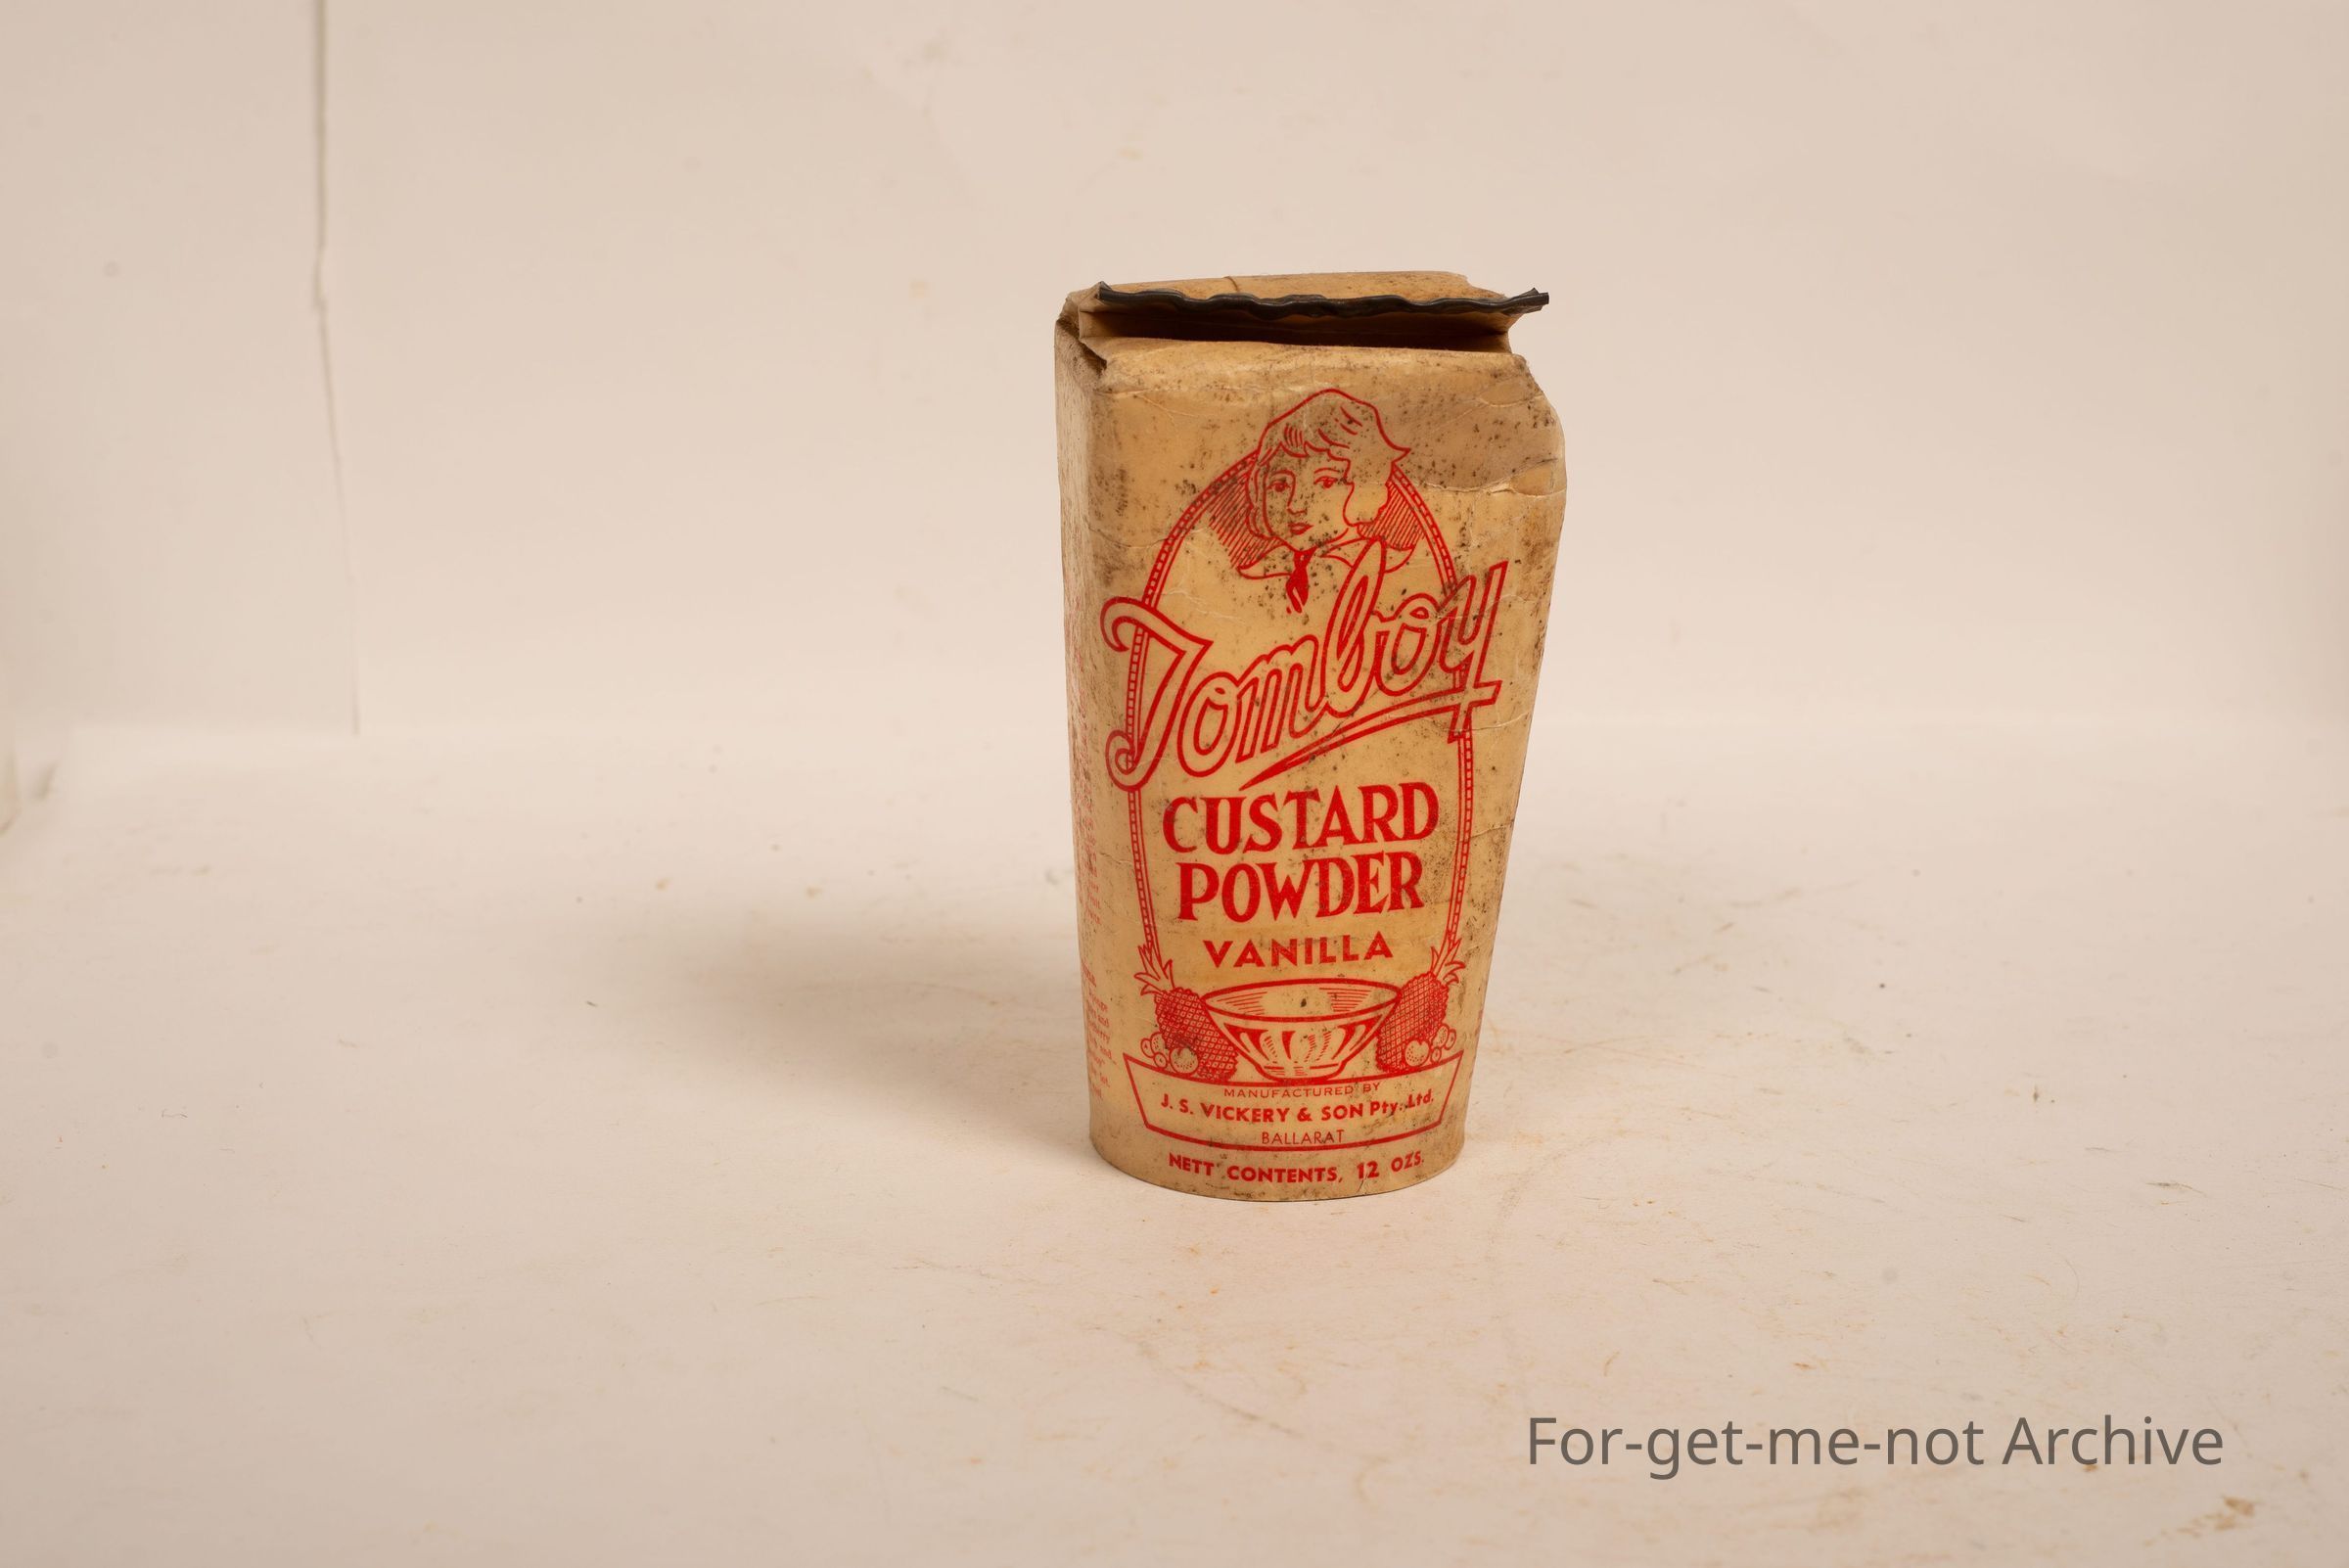 Tomboy
CUSTARD
POWDER
VANILLA
MANUFACTURED BY
J. S. VICKERY & SON Pty. Ltd.
BALLARAT
NETT CONTENTS, 12 OZS.
For-get-me-not Archive